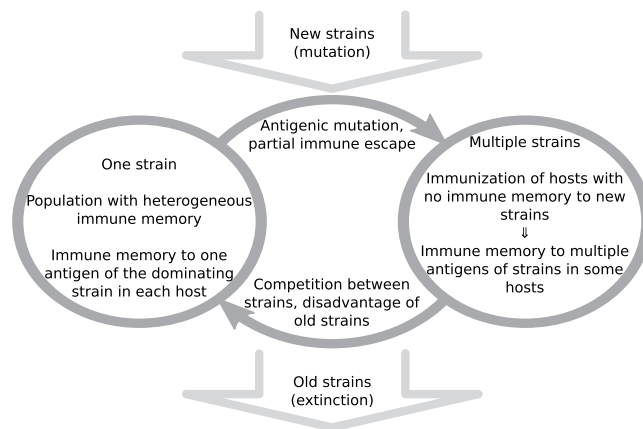 New strains
(mutation)
Antigenic mutation,
partial immune escape
One strain
Population with heterogeneous
immune memory
Immune memory to one
antigen of the dominating
strain in each host
Multiple strains
Immunization of hosts with
no immune memory to new
strains
⇓
Immune memory to multiple
antigens of strains in some
hosts
Competition between
strains, disadvantage of
old strains
Old strains
(extinction)